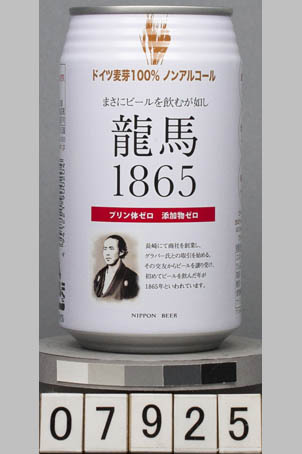 ドイツ麦芽100% ノンアルコール
まさにビールを飲むが如し
龍馬
1865
プリン体ゼロ 添加物ゼロ
長崎にて商社を創業し、
グラバー氏との取引を始める。
その交友からビールを譲り受け、
初めてビールを飲んだ年が
1865年といわれています。
NIPPON BEER
07925